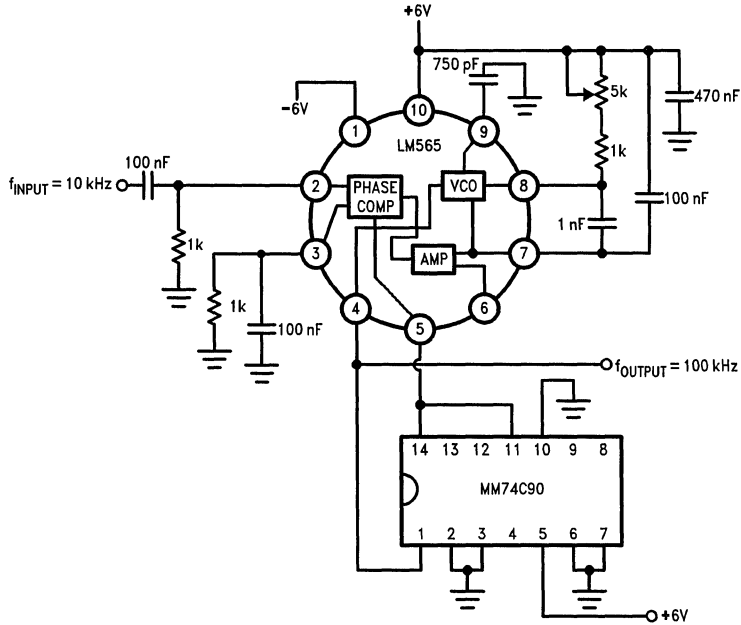 +6V
750 pF
5k
470 nF
-6V
10
1
9
LM565
1k
100 nF
fINPUT = 10 kHz
2
PHASE
COMP
VCO
8
100 nF
1 nF
1k
3
AMP
7
1k
100 nF
4
5
6
fOUTPUT = 100 kHz
14 13 12 11 10 9 8
MM74C90
1 2 3 4 5 6 7
+6V